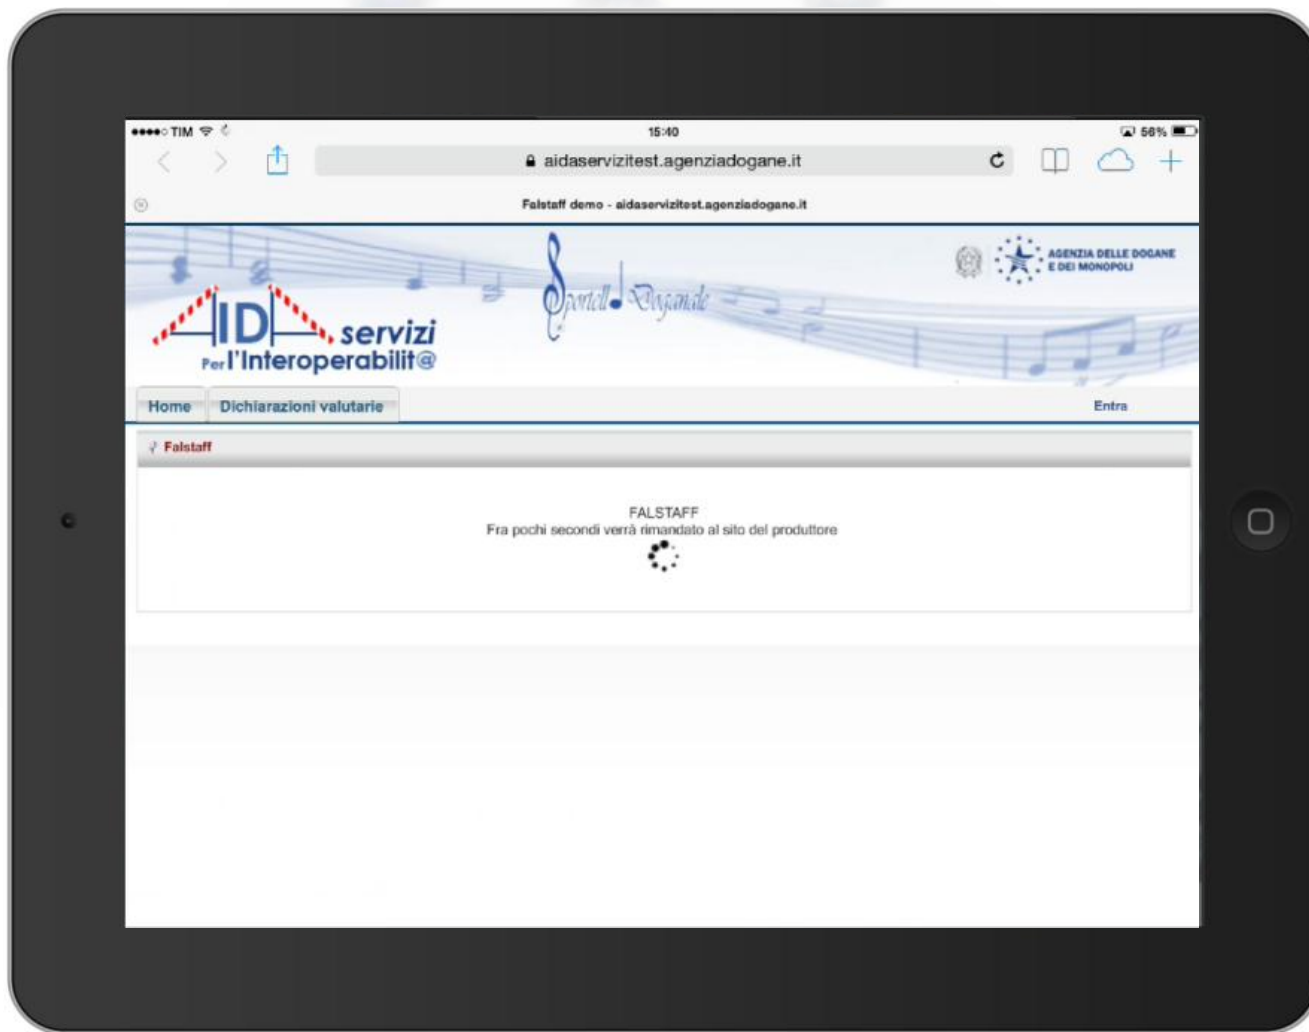 TIM
15:40
56%
aidaservizitest.agenziadogane.it
Falstaff demo - aidaservizitest.agenziadogane.it
Sportello Doganale
AGENZIA DELLE DOGANE
E DEI MONOPOLI
AIDA servizi
Per l'Interoperabilit@
Home
Dichiarazioni valutarie
Entra
Falstaff
FALSTAFF
Fra pochi secondi verrà rimandato al sito del produttore